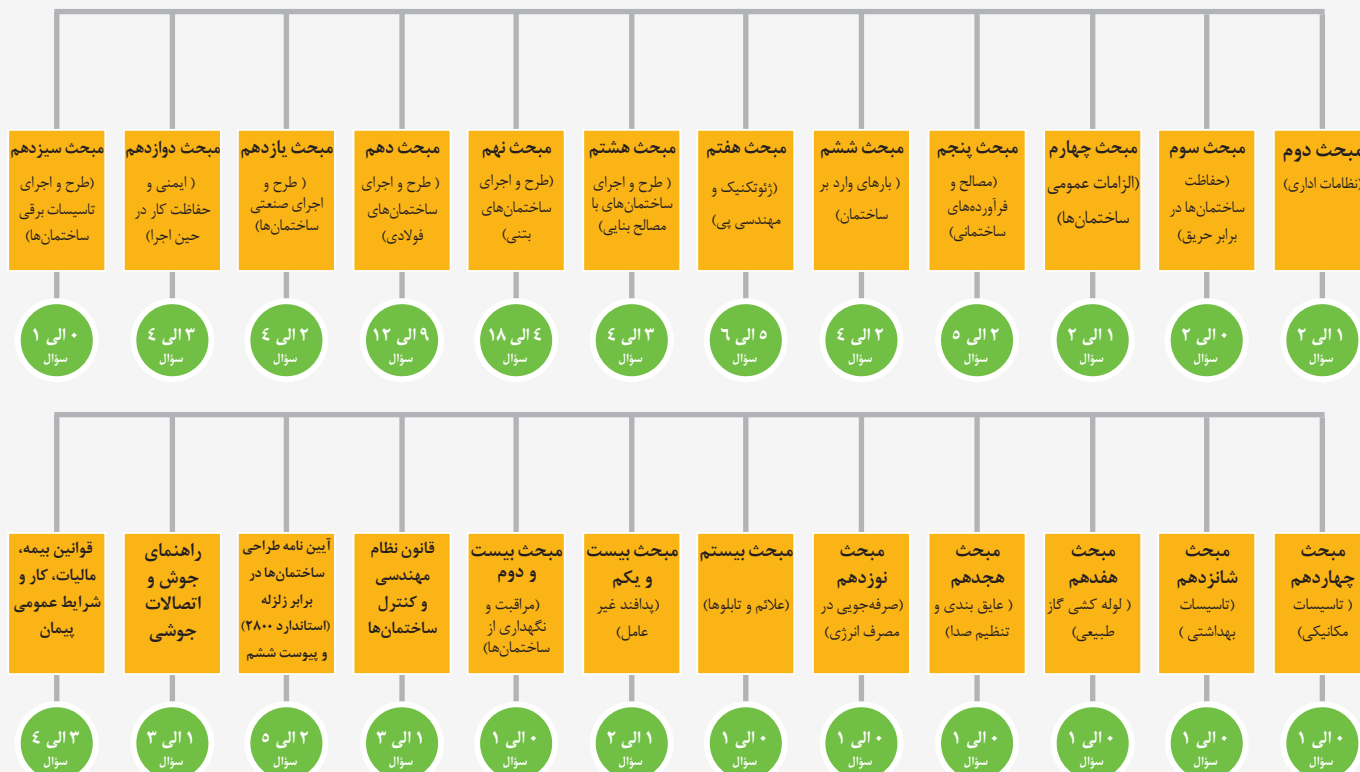 مبحث دوم
(نظامات اداری)
۱ الی ۲
سؤال
مبحث سوم
(حفاظت
ساختمان‌ها در
برابر حریق)
۰ الی ۲
سؤال
مبحث چهارم
(الزامات عمومی
ساختمان‌ها)
۱ الی ۲
سؤال
مبحث پنجم
(مصالح و
فرآورده‌های
ساختمانی)
۲ الی ۵
سؤال
مبحث ششم
( بارهای وارد بر
ساختمان)
۲ الی ٤
سؤال
مبحث هفتم
(ژئوتکنیک و
مهندسی پی)
۵ الی ٦
سؤال
مبحث هشتم
( طرح و اجرای
ساختمان‌های با
مصالح بنایی)
۳ الی ٤
سؤال
مبحث نهم
(طرح و اجرای
ساختمان‌های
بتنی)
٤ الی ۱۸
سؤال
مبحث دهم
( طرح و اجرای
ساختمان‌های
فولادی)
۹ الی ۱۲
سؤال
مبحث یازدهم
( طرح و
اجرای صنعتی
ساختمان‌ها)
۲ الی ٤
سؤال
مبحث دوازدهم
( ایمنی و
حفاظت کار در
حین اجرا)
۳ الی ٤
سؤال
مبحث سیزدهم
(طرح و اجرای
تاسیسات برقی
ساختمان‌ها)
۰ الی ۱
سؤال
مبحث
چهاردهم
( تاسیسات
مکانیکی)
۰ الی ۱
سؤال
مبحث
شانزدهم
(تاسیسات
بهداشتی )
۰ الی ۱
سؤال
مبحث
هفدهم
( لوله کشی گاز
طبیعی)
۰ الی ۱
سؤال
مبحث
هجدهم
( عایق بندی و
تنظیم صدا)
۰ الی ۱
سؤال
مبحث
نوزدهم
(صرفه‌جویی در
مصرف انرژی)
۰ الی ۱
سؤال
مبحث بیستم
(علائم و تابلوها)
۰ الی ۱
سؤال
مبحث بیست
و یکم
(پدافند غیر
عامل)
۱ الی ۲
سؤال
مبحث بیست
و دوم
(مراقبت و
نگهداری از
ساختمان‌ها)
۰ الی ۱
سؤال
قانون نظام
مهندسی
و کنترل
ساختمان‌ها
۱ الی ۳
سؤال
آیین نامه طراحی
ساختمان‌ها در
برابر زلزله
(استاندارد ۲۸۰۰)
و پیوست ششم
۲ الی ۵
سؤال
راهنمای
جوش و
اتصالات
جوشی
۱ الی ۳
سؤال
قوانین بیمه،
مالیات، کار و
شرایط عمومی
پیمان
۳ الی ٤
سؤال